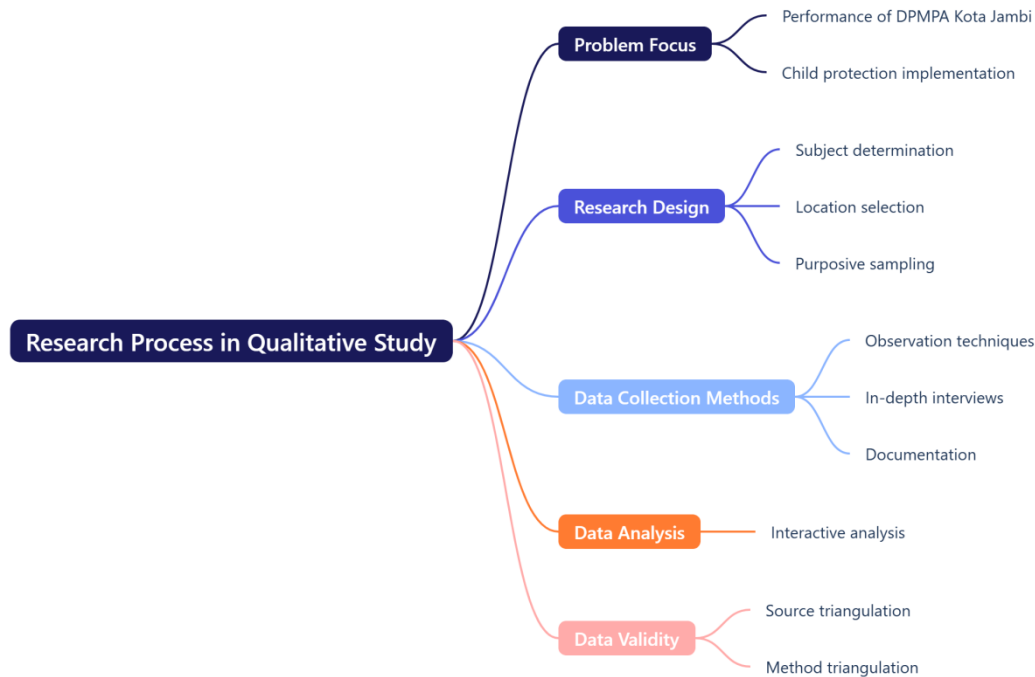 Research Process in Qualitative Study
Problem Focus
Performance of DPMPA Kota Jambi
Child protection implementation
Research Design
Subject determination
Location selection
Purposive sampling
Data Collection Methods
Observation techniques
In-depth interviews
Documentation
Data Analysis
Interactive analysis
Data Validity
Source triangulation
Method triangulation